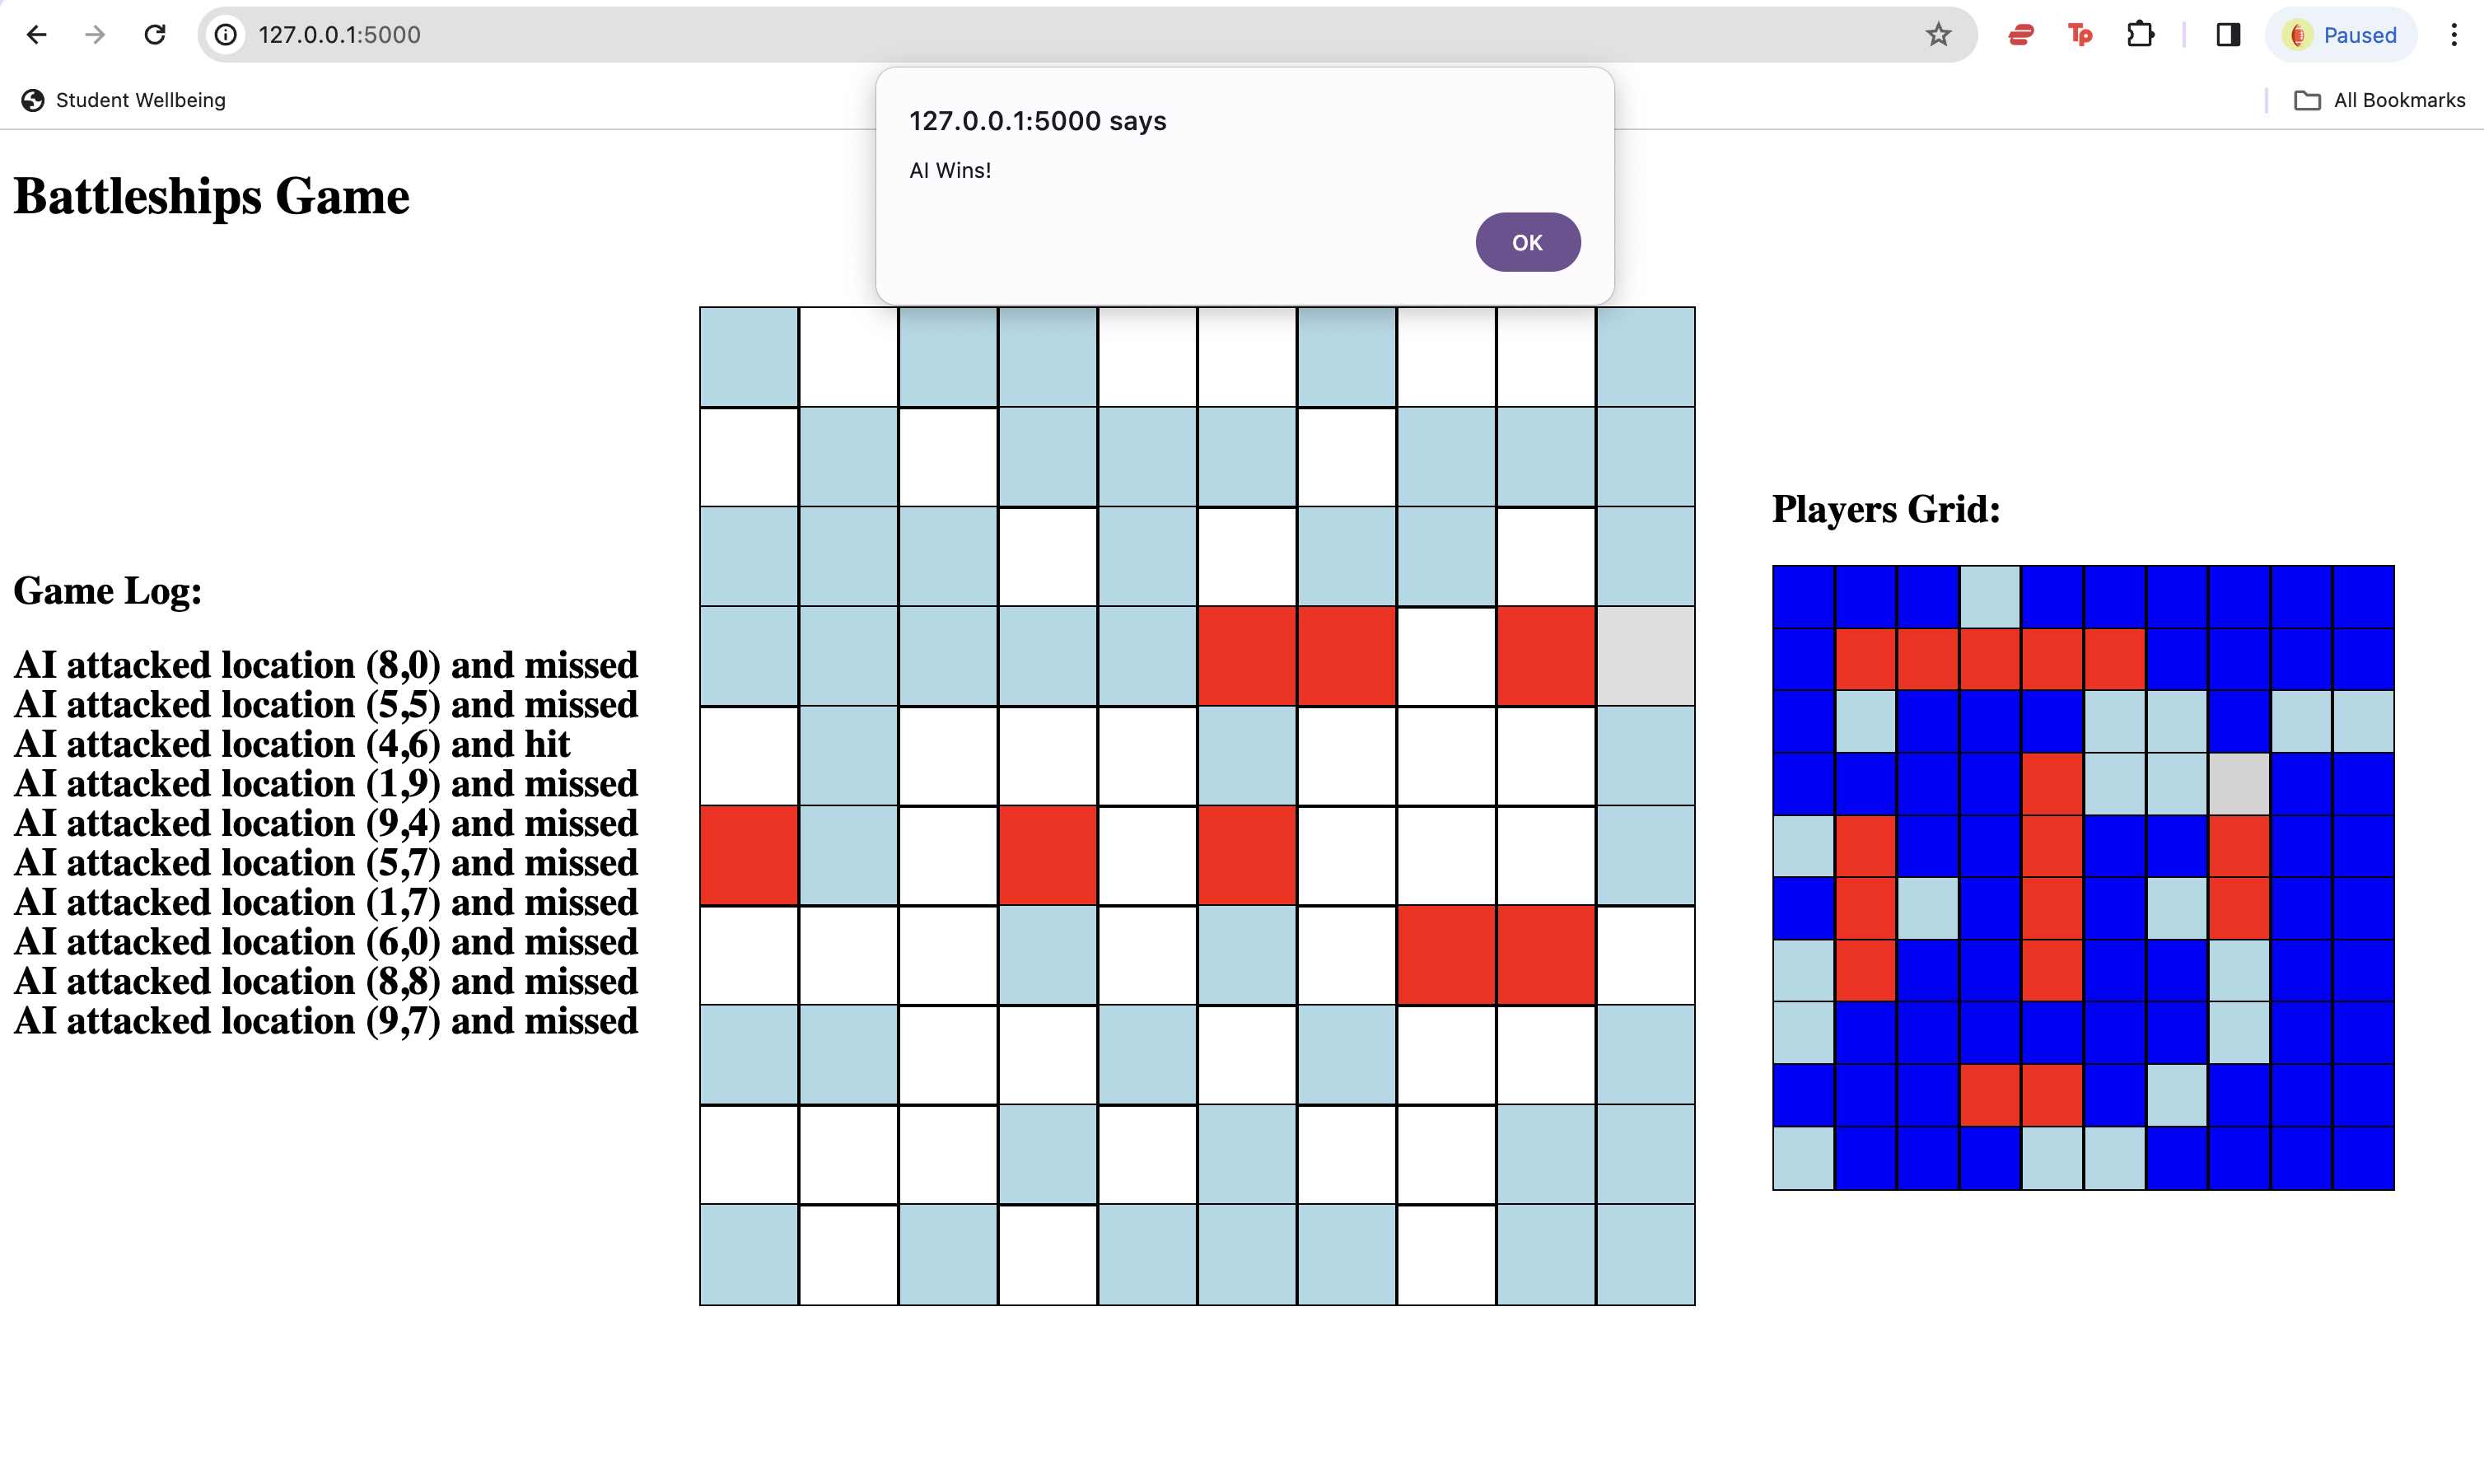 127.0.0.1:5000
Tp
Paused
Student Wellbeing
All Bookmarks
127.0.0.1:5000 says
AI Wins!
OK
Battleships Game
Players Grid:
Game Log:
AI attacked location (8,0) and missed
AI attacked location (5,5) and missed
AI attacked location (4,6) and hit
AI attacked location (1,9) and missed
AI attacked location (9,4) and missed
AI attacked location (5,7) and missed
AI attacked location (1,7) and missed
AI attacked location (6,0) and missed
AI attacked location (8,8) and missed
AI attacked location (9,7) and missed